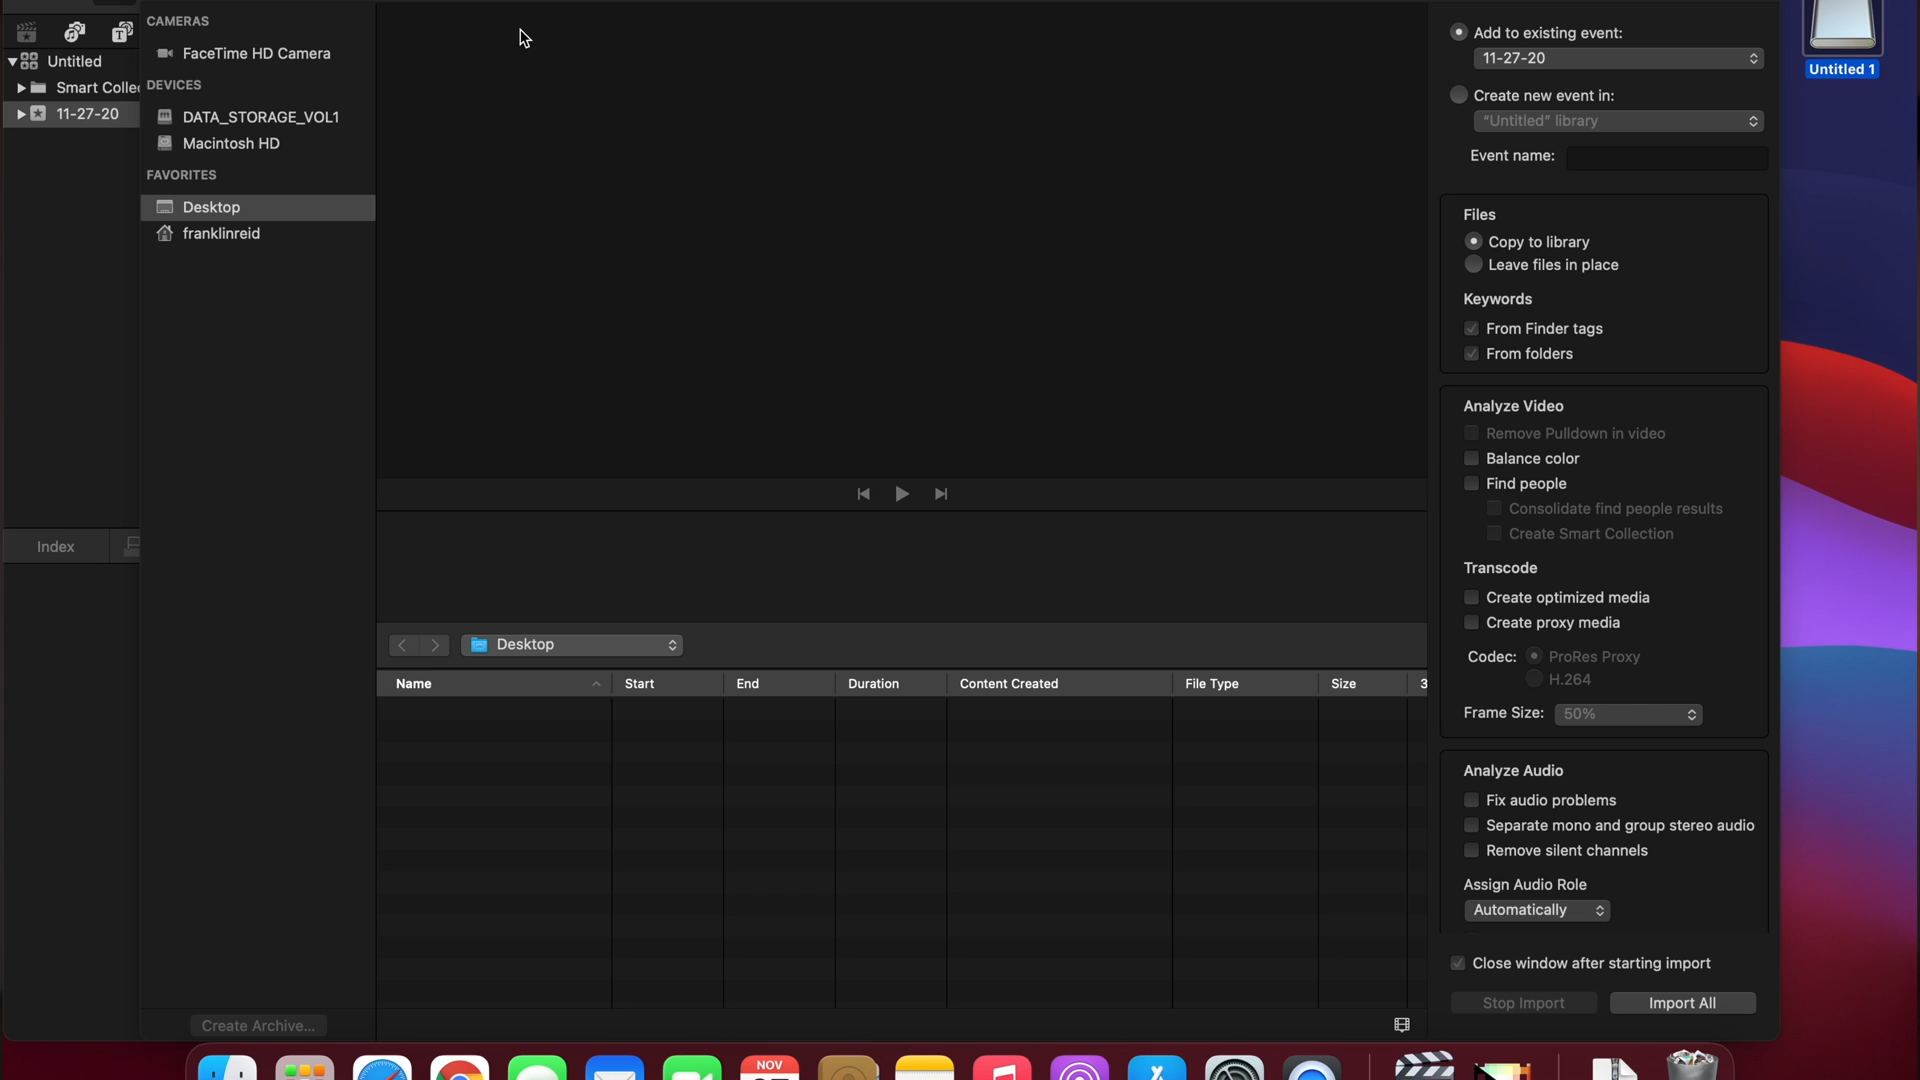 CAMERAS
FaceTime HD Camera
DEVICES
DATA_STORAGE_VOL1
Macintosh HD
FAVORITES
Desktop
franklinreid
Untitled
Smart Collec
11-27-20
Index
Create Archive...
Desktop
Name Start End Duration Content Created File Type Size 3
Add to existing event:
11-27-20
Create new event in:
"Untitled" library
Event name:
Files
Copy to library
Leave files in place
Keywords
From Finder tags
From folders
Analyze Video
Remove Pulldown in video
Balance color
Find people
Consolidate find people results
Create Smart Collection
Transcode
Create optimized media
Create proxy media
Codec: ProRes Proxy
H.264
Frame Size: 50%
Analyze Audio
Fix audio problems
Separate mono and group stereo audio
Remove silent channels
Assign Audio Role
Automatically
Close window after starting import
Stop Import Import All
Untitled 1
NOV